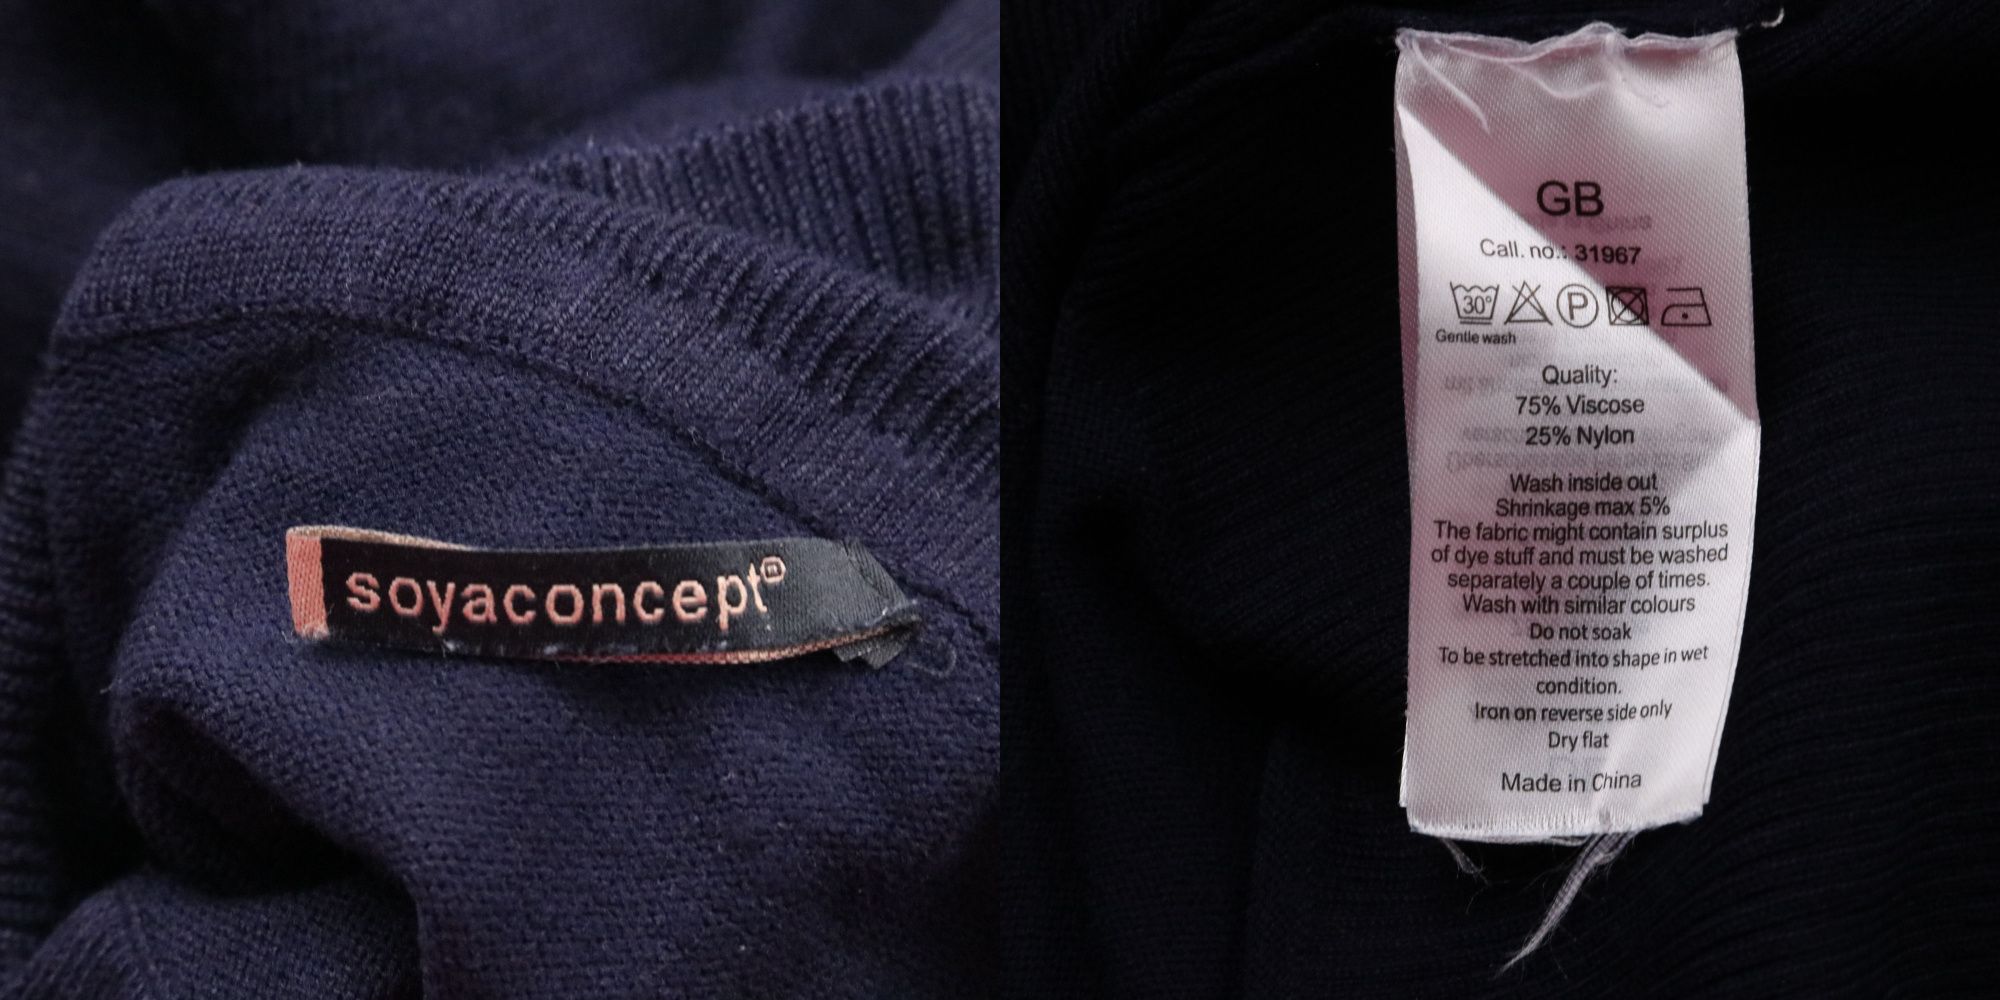 soyaconcept®
GB
Call. no.: 31967
30° P
Gentle wash
Quality:
75% Viscose
25% Nylon
Wash inside out
Shrinkage max 5%
The fabric might contain surplus
of dye stuff and must be washed
separately a couple of times.
Wash with similar colours
Do not soak
To be stretched into shape in wet
condition.
Iron on reverse side only
Dry flat
Made in China